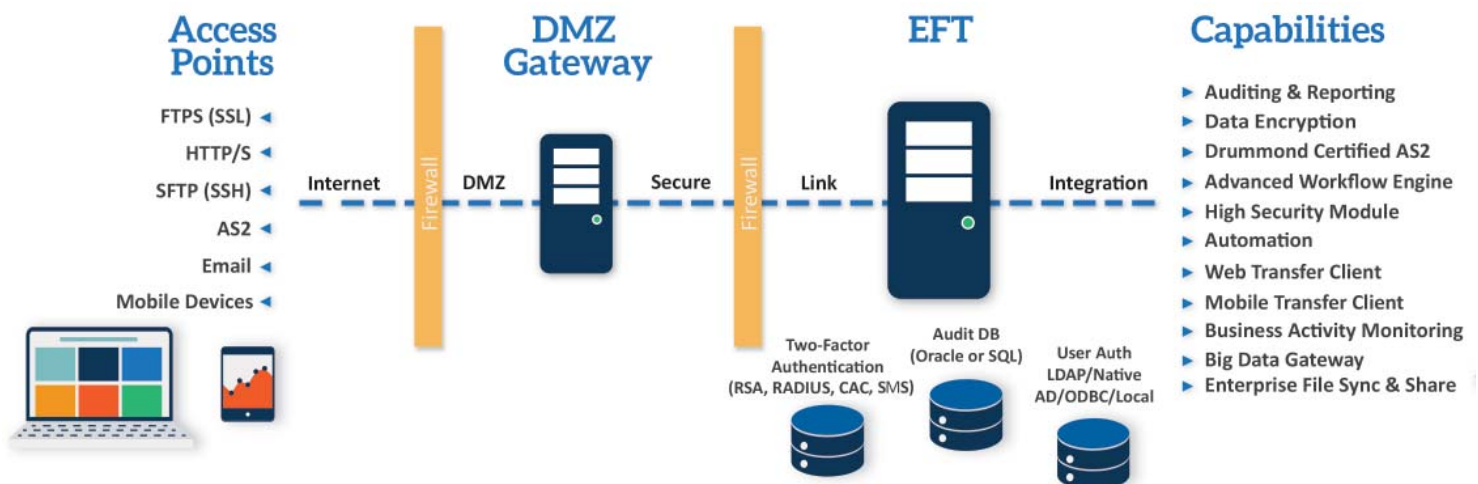 Access
Points
FTPS (SSL)
HTTP/S
SFTP (SSH)
AS2
Email
Mobile Devices
Internet
Firewall
DMZ
Gateway
DMZ
Secure
Firewall
EFT
Link
Integration
Two-Factor
Authentication
(RSA, RADIUS, CAC, SMS)
Audit DB
(Oracle or SQL)
User Auth
LDAP/Native
AD/ODBC/Local
Capabilities
Auditing & Reporting
Data Encryption
Drummond Certified AS2
Advanced Workflow Engine
High Security Module
Automation
Web Transfer Client
Mobile Transfer Client
Business Activity Monitoring
Big Data Gateway
Enterprise File Sync & Share